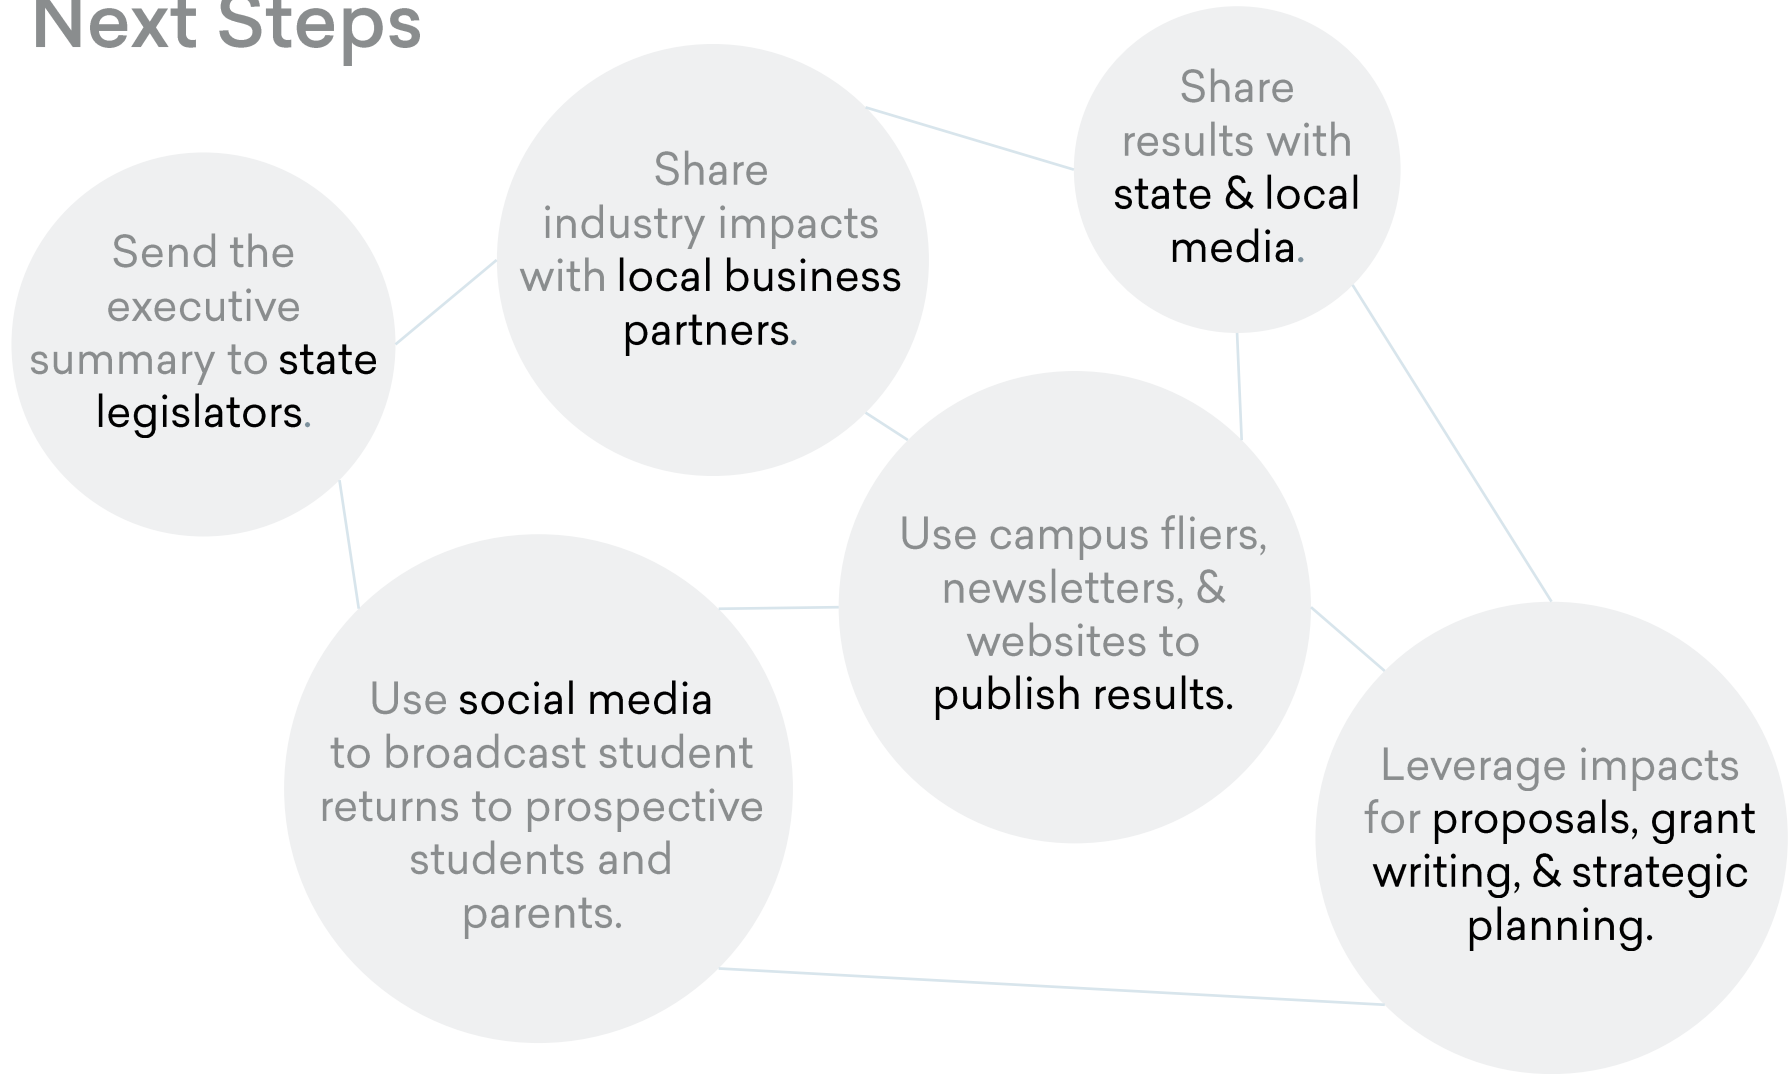 Next Steps
Send the
executive
summary to state
legislators.
Share
industry impacts
with local business
partners.
Share
results with
state & local
media.
Use social media
to broadcast student
returns to prospective
students and
parents.
Use campus fliers,
newsletters, &
websites to
publish results.
Leverage impacts
for proposals, grant
writing, & strategic
planning.